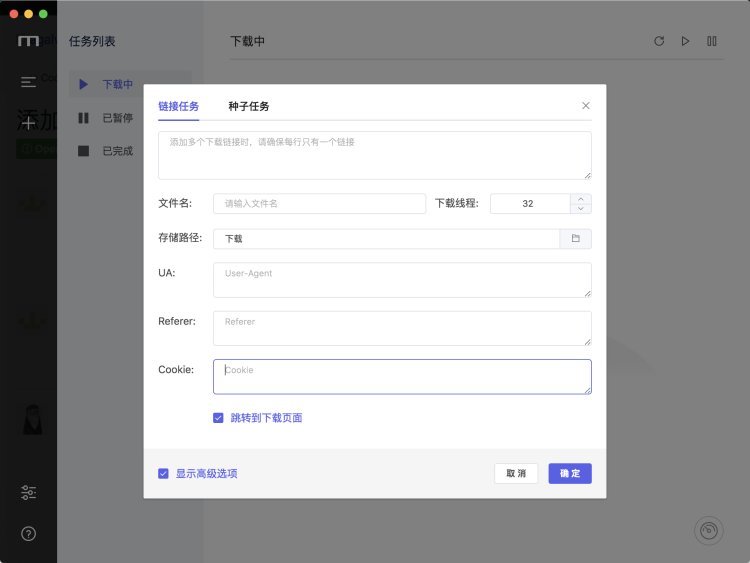 任务列表
下载中
下载中
已暂停
已完成
链接任务
种子任务
添加多个下载链接时，请确保每行只有一个链接
文件名:
请输入文件名
下载线程:
32
存储路径:
下载
UA:
User-Agent
Referer:
Referer
Cookie:
Cookie
跳转到下载页面
显示高级选项
取消
确定
添加
Open